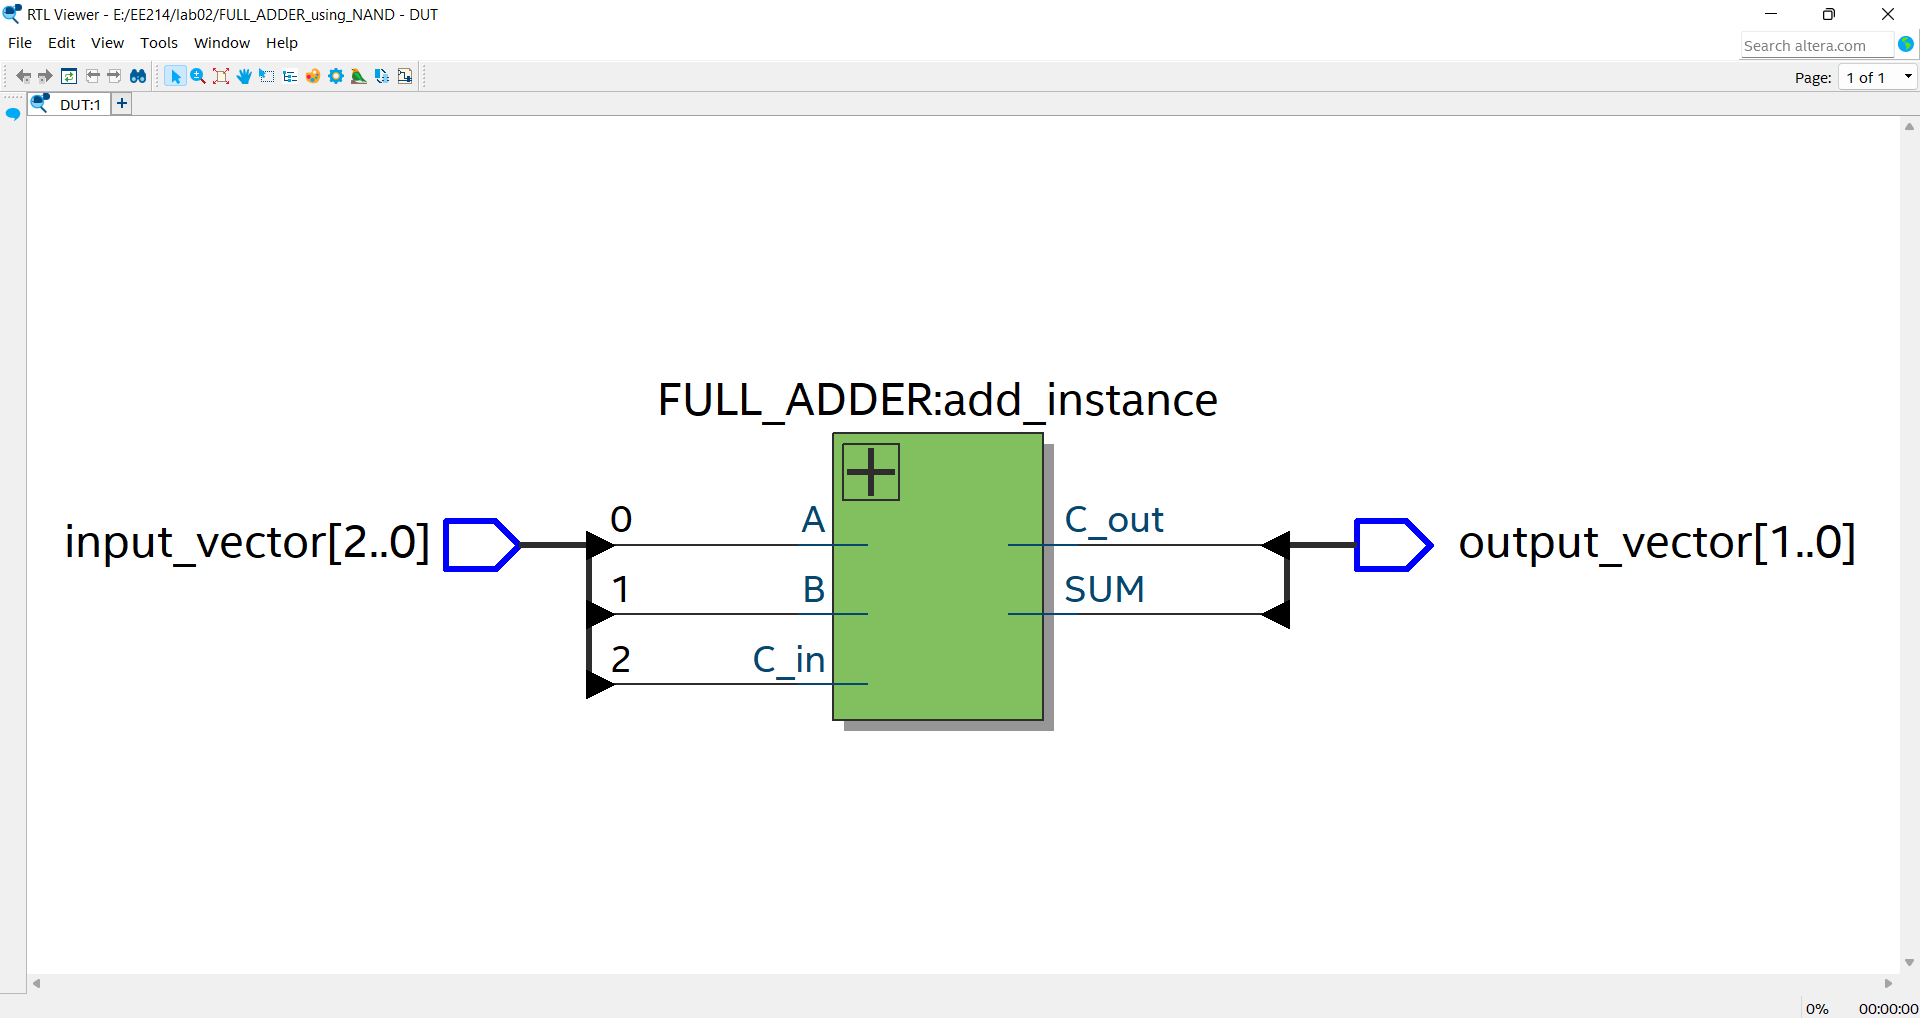 RTL Viewer - E:/EE214/lab02/FULL_ADDER_using_NAND - DUT
File Edit View Tools Window Help
Search altera.com
Page: 1 of 1
DUT:1
FULL_ADDER:add_instance
0 A C_out
input_vector[2..0] output_vector[1..0]
1 B SUM
2 C_in
0% 00:00:00